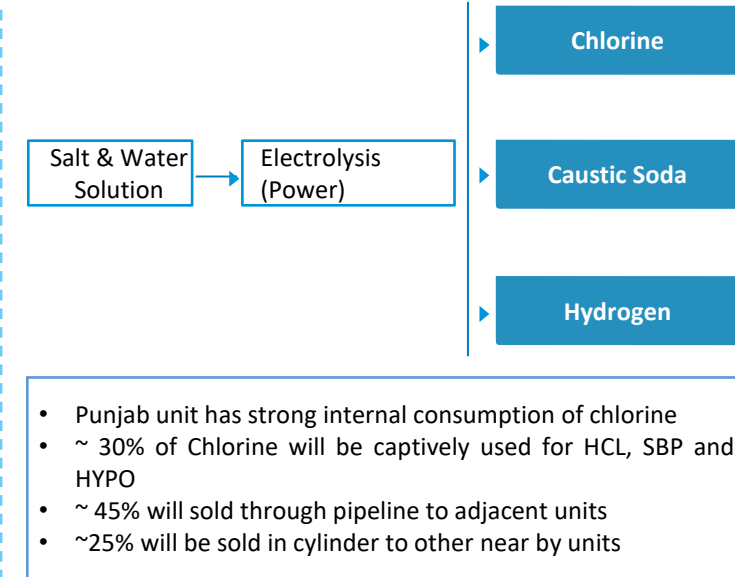 Chlorine
Salt & Water
Solution
Electrolysis
(Power)
Caustic Soda
Hydrogen
• Punjab unit has strong internal consumption of chlorine
• ~ 30% of Chlorine will be captively used for HCL, SBP and
HYPO
• ~ 45% will sold through pipeline to adjacent units
• ~25% will be sold in cylinder to other near by units